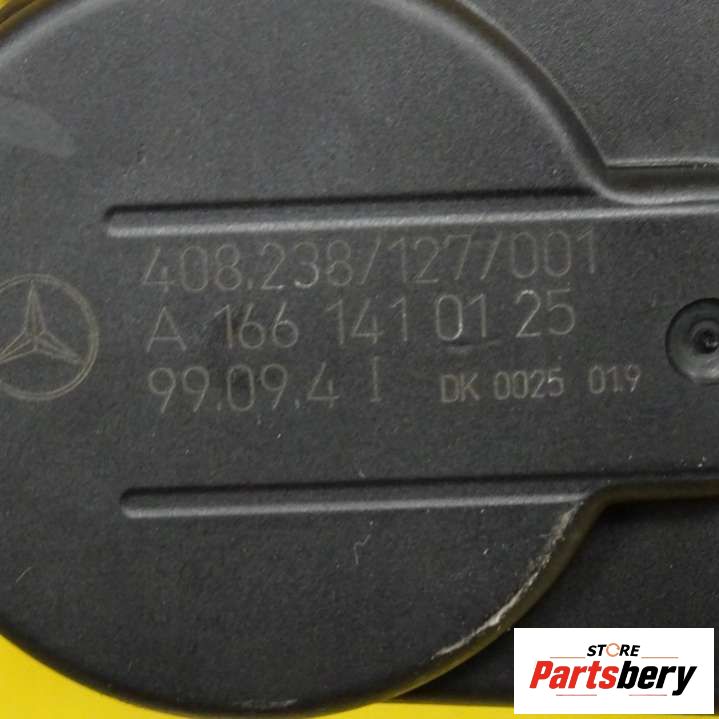 408.238/127/001
A 166 141 01 25
99.09.4 I DK 0025 019
STORE
Partsbery